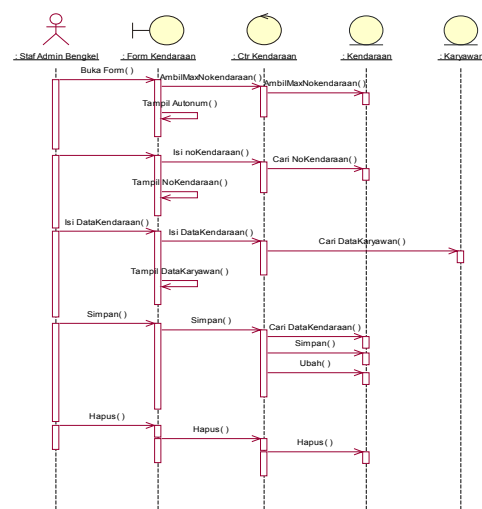 : Staf Admin Bengkel
: Form Kendaraan
: Ctr Kendaraan
: Kendaraan
: Karyawan
Buka Form( )
AmbilMaxNokendaraan( )
AmbilMaxNokendaraan( )
Tampil Autonum( )
Isi noKendaraan( )
Cari NoKendaraan( )
Tampil NoKendaraan( )
Isi DataKendaraan( )
Isi DataKendaraan( )
Cari DataKaryawan( )
Tampil DataKaryawan( )
Simpan( )
Simpan( )
Cari DataKendaraan( )
Simpan( )
Ubah( )
Hapus( )
Hapus( )
Hapus( )